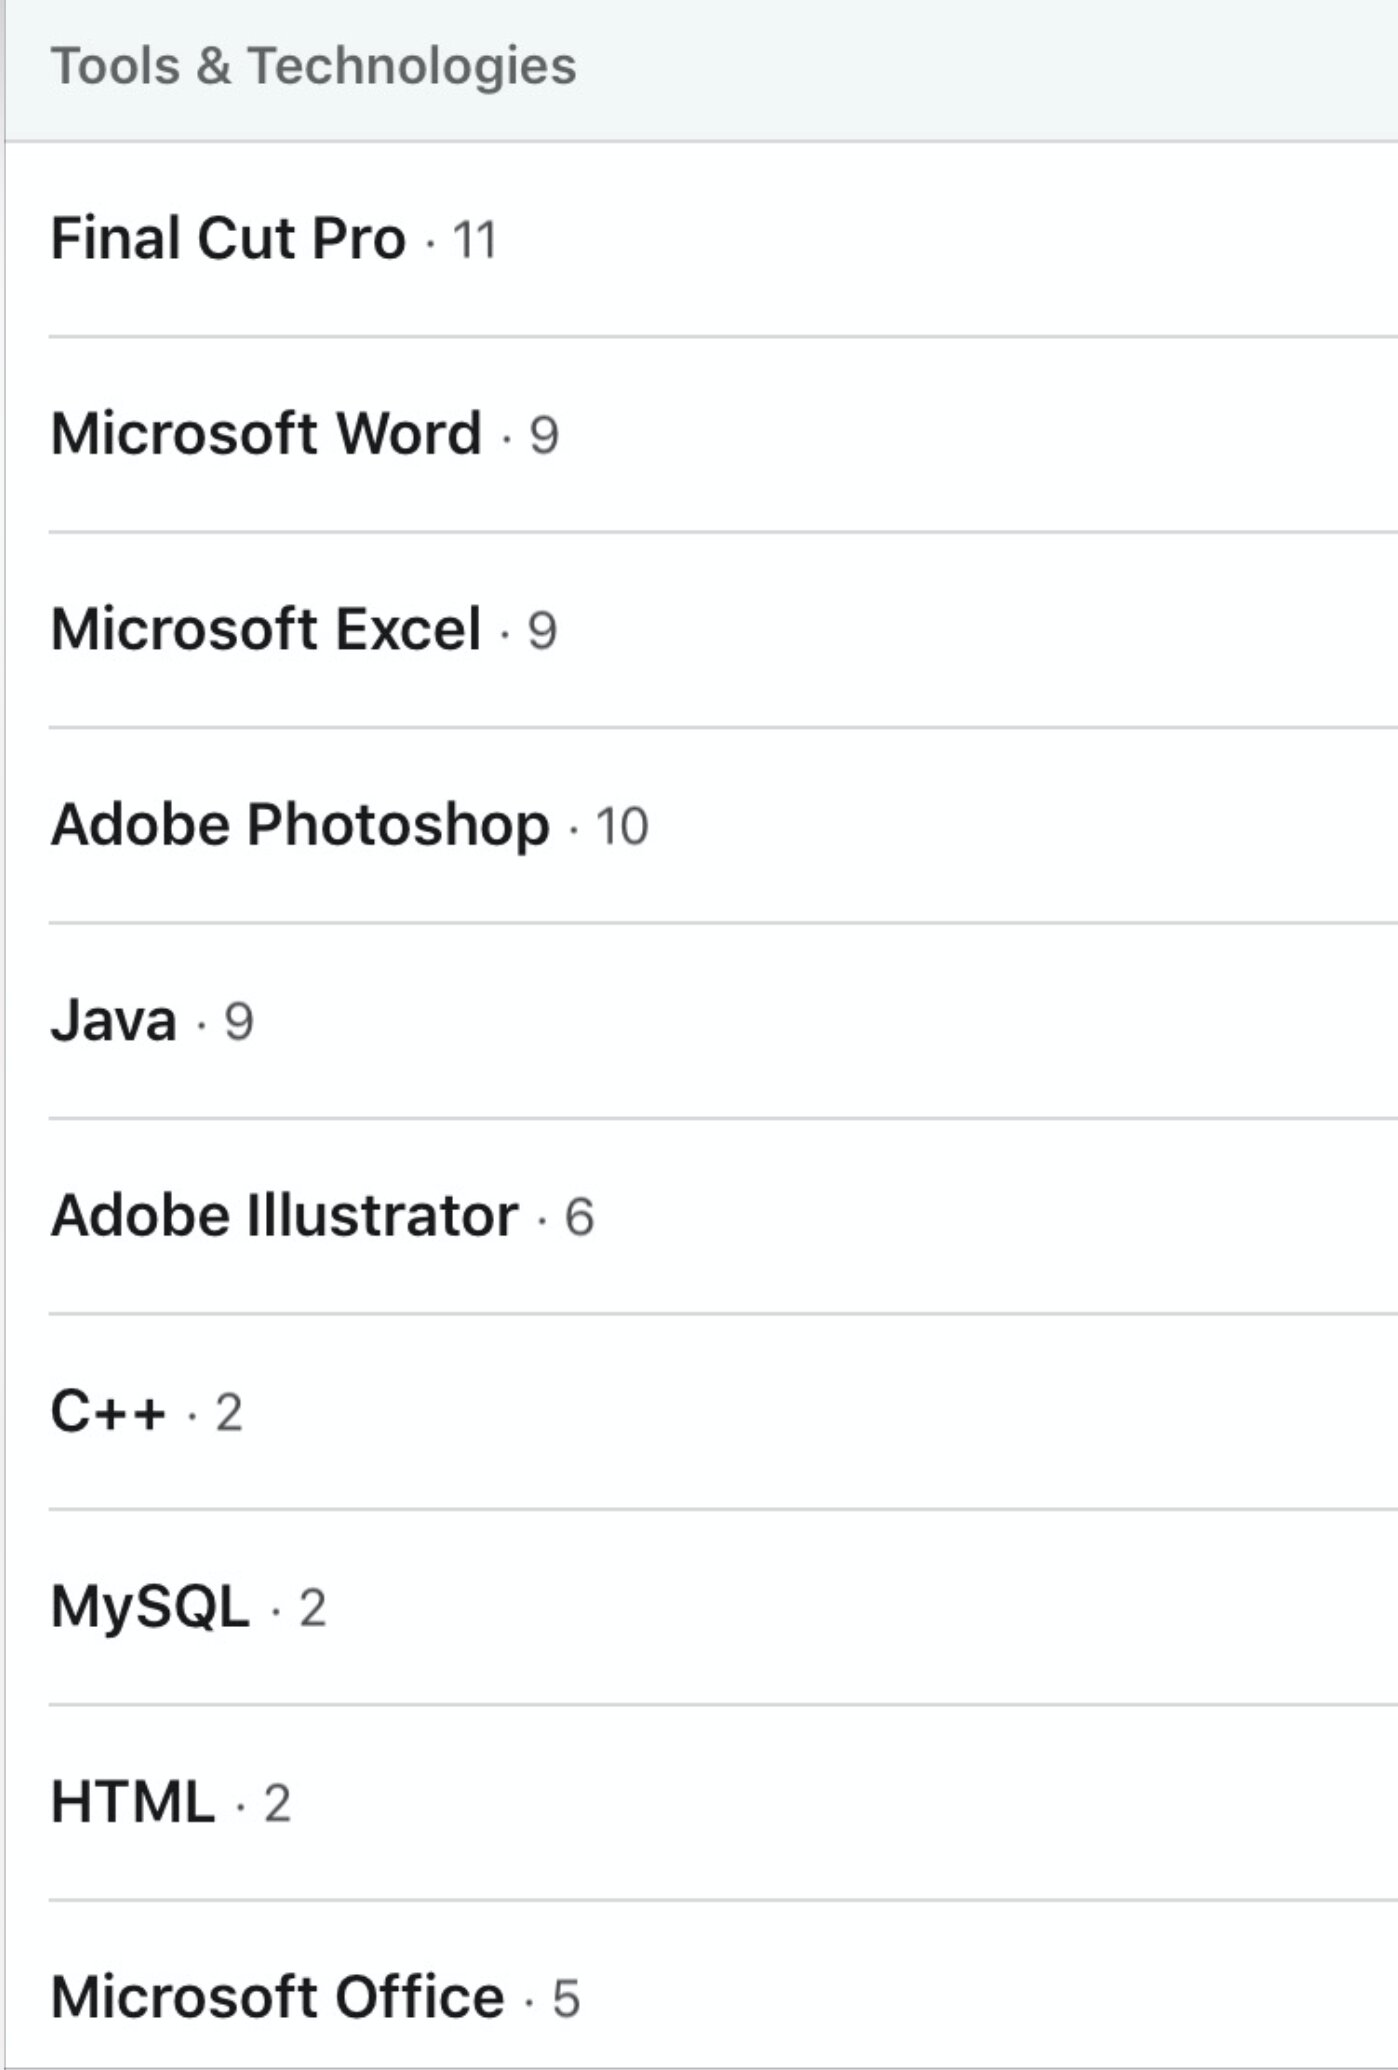 Tools & Technologies
Final Cut Pro · 11
Microsoft Word · 9
Microsoft Excel · 9
Adobe Photoshop · 10
Java · 9
Adobe Illustrator · 6
C++ · 2
MySQL · 2
HTML · 2
Microsoft Office · 5